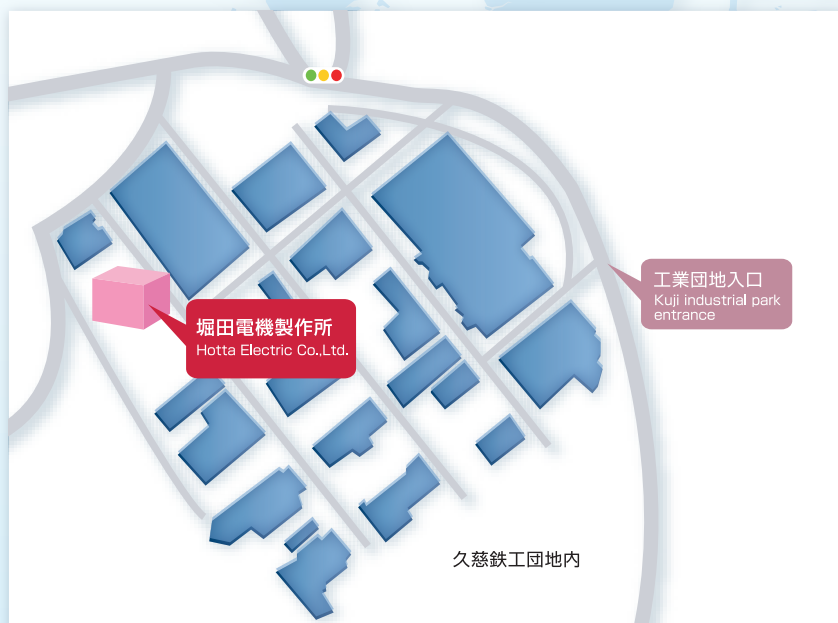 工業団地入口
Kuji industrial park
entrance
堀田電機製作所
Hotta Electric Co.,Ltd.
久慈鉄工団地内